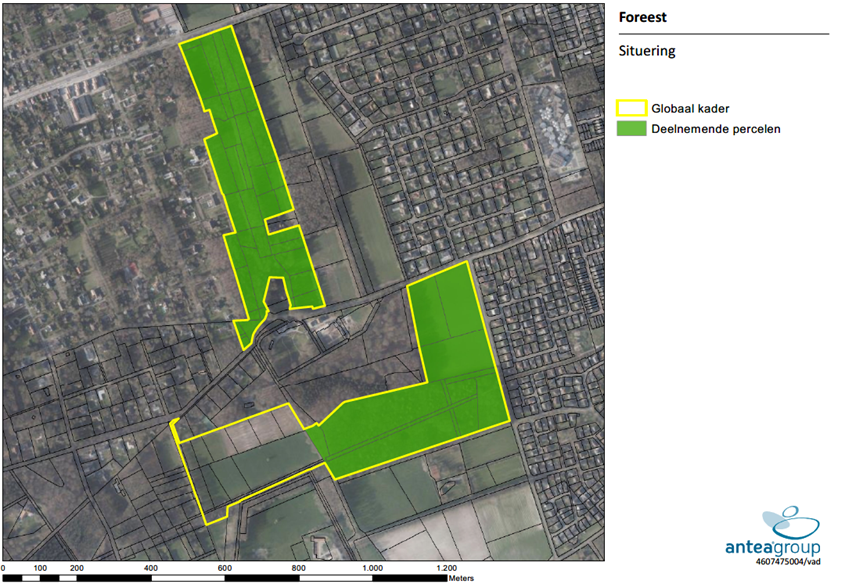 Foreest
Situering
Globaal kader
Deelnemende percelen
anteagroup
4607475004/vad
0 100 200 400 600 800 1.000 1.200
Meters